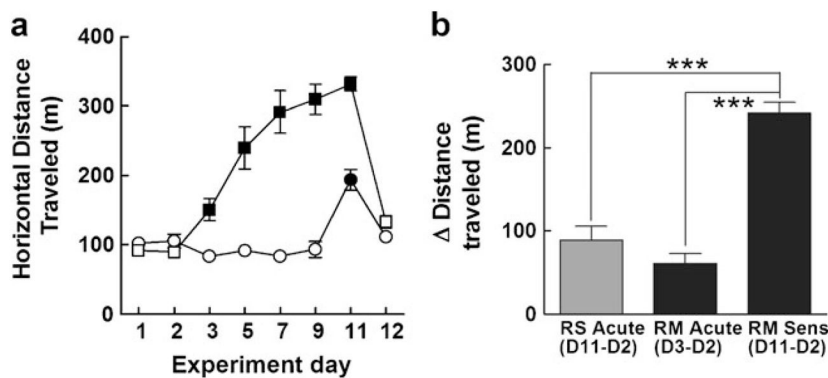 a
Horizontal Distance
Traveled (m)
400
300
200
100
0
1 2 3 5 7 9 11 12
Experiment day
b
Δ Distance
traveled (m)
300
200
100
0
***
***
RS Acute RM Acute RM Sens
(D11-D2) (D3-D2) (D11-D2)